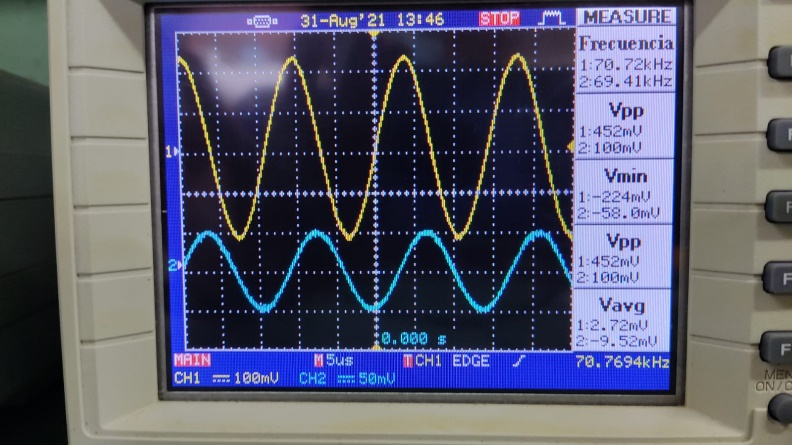 31-Aug'21 13:46 STOP MEASURE
Frecuencia
1:70.72kHz
2:69.41kHz
Vpp
1:452mV
2:100mV
Vmin
1:-224mV
2:-58.0mV
Vpp
1:452mV
2:100mV
Vavg
1:2.72mV
2:-9.52mV
1
2
0.000 s
MAIN M 5us T CH1 EDGE 70.7694kHz
CH1 100mV CH2 50mV
F
F
F
F
ON/